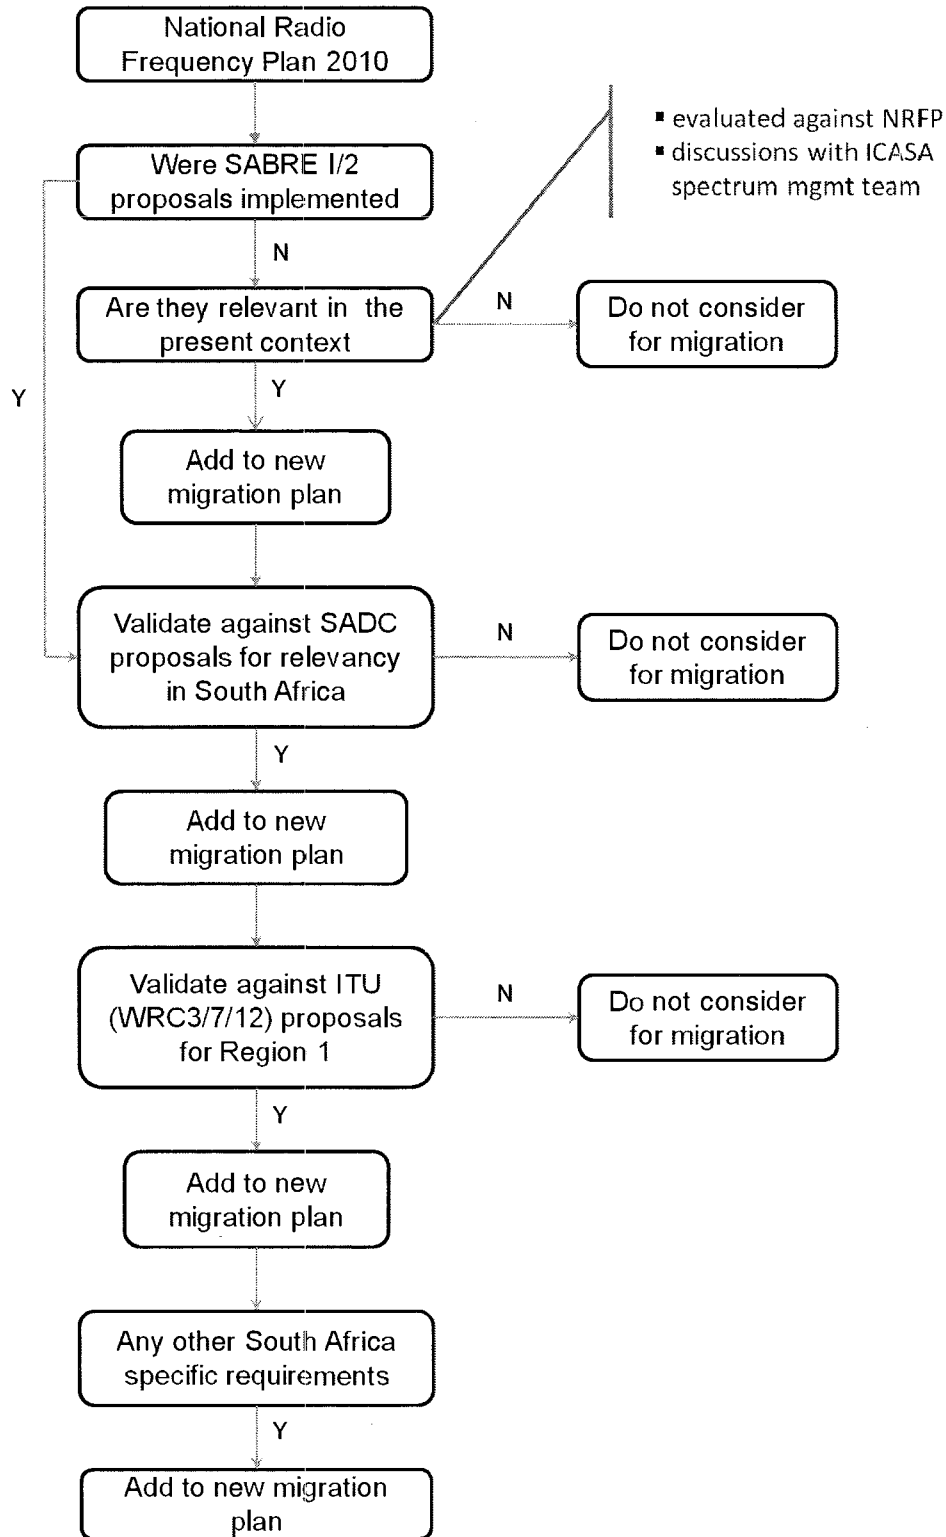 National Radio
Frequency Plan 2010
▪ evaluated against NRFP
▪ discussions with ICASA
spectrum mgmt team
Were SABRE I/2
proposals implemented
N
Are they relevant in the
present context
N
Do not consider
for migration
Y
Y
Add to new
migration plan
Validate against SADC
proposals for relevancy
in South Africa
N
Do not consider
for migration
Y
Add to new
migration plan
Validate against ITU
(WRC3/7/12) proposals
for Region 1
N
Do not consider
for migration
Y
Add to new
migration plan
Any other South Africa
specific requirements
Y
Add to new migration
plan